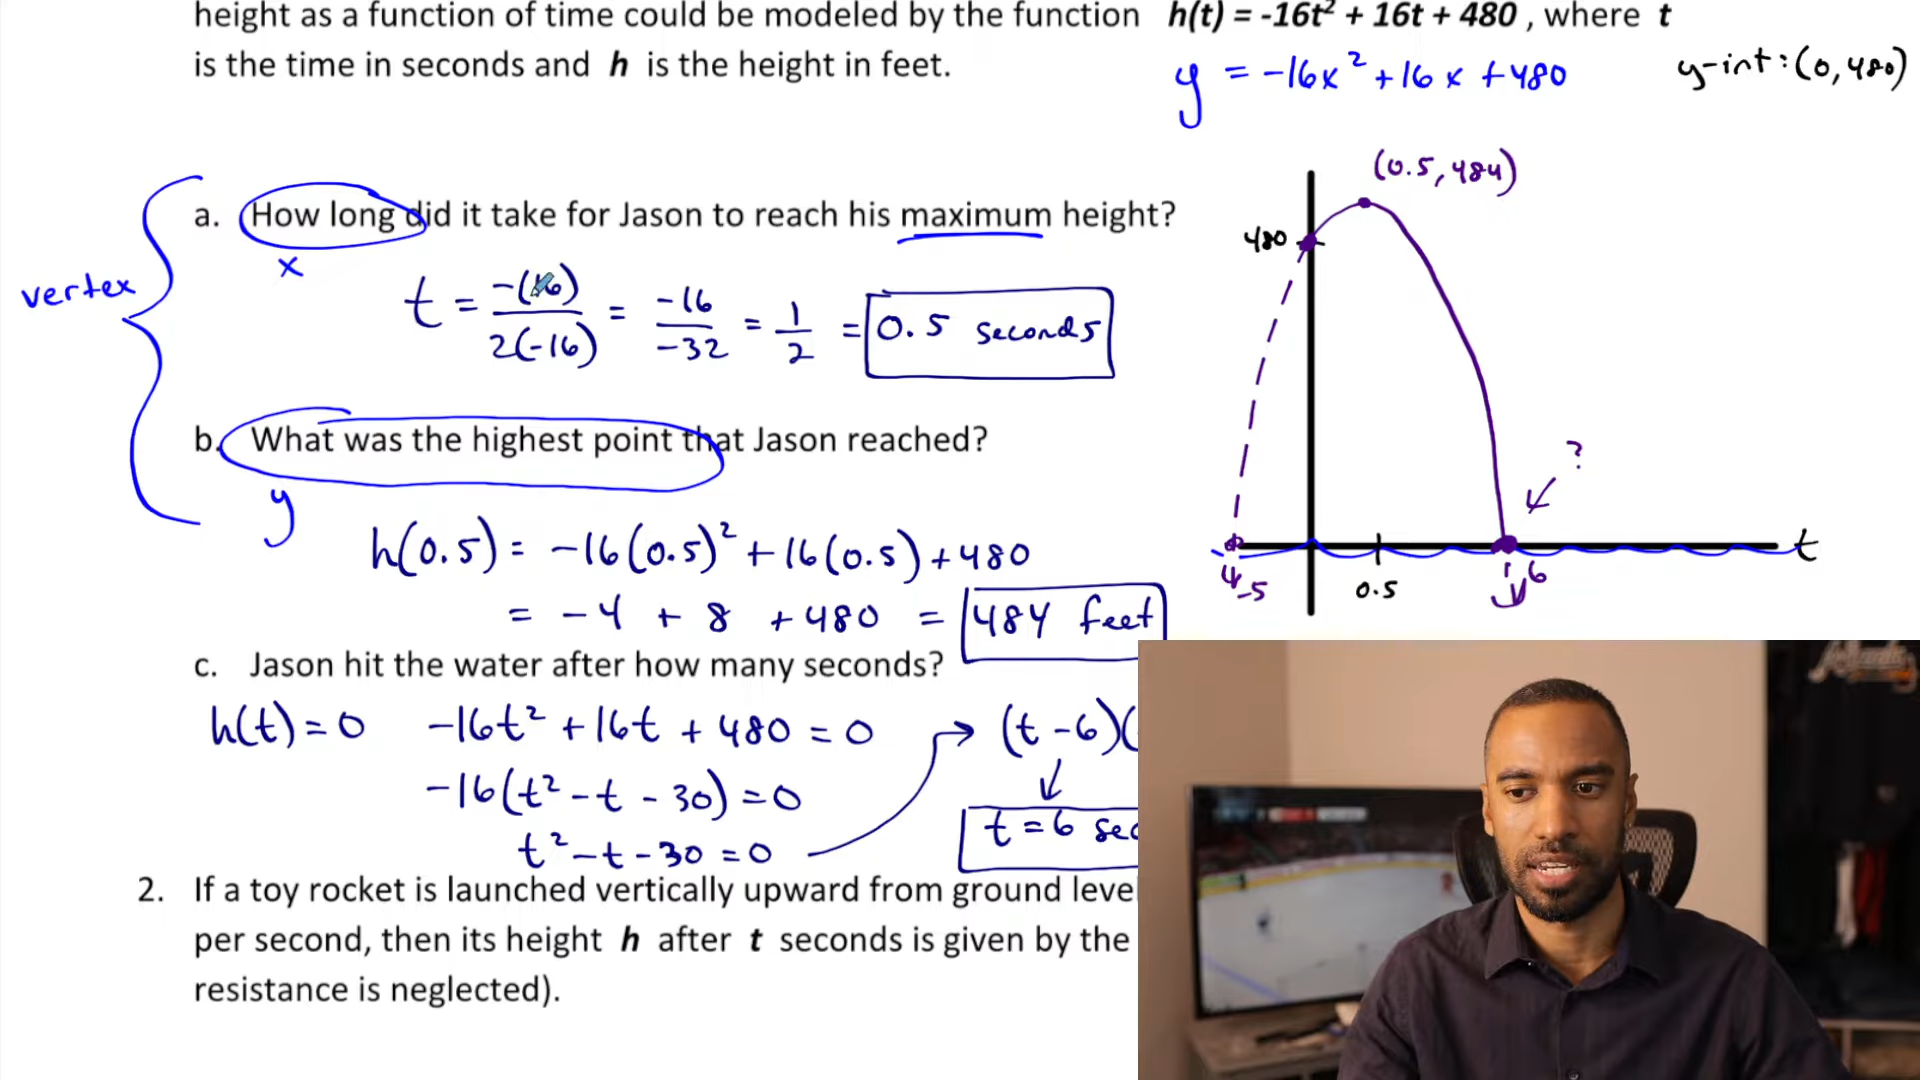 height as a function of time could be modeled by the function h(t) = -16t² + 16t + 480 , where t
is the time in seconds and h is the height in feet.
y = -16x² + 16x + 480
y-int: (0, 480)
vertex
a. How long did it take for Jason to reach his maximum height?
x
t = -(16)/2(-16) = -16/-32 = 1/2 = 0.5 seconds
b. What was the highest point that Jason reached?
y
h(0.5) = -16(0.5)² + 16(0.5) + 480
= -4 + 8 + 480 = 484 feet
c. Jason hit the water after how many seconds?
h(t) = 0 -16t² + 16t + 480 = 0
-16(t² - t - 30) = 0
t² - t - 30 = 0
→ (t - 6)(
t = 6 sec
(0.5, 484)
480
?
t
-5
0.5
6
2. If a toy rocket is launched vertically upward from ground leve
per second, then its height h after t seconds is given by the
resistance is neglected).